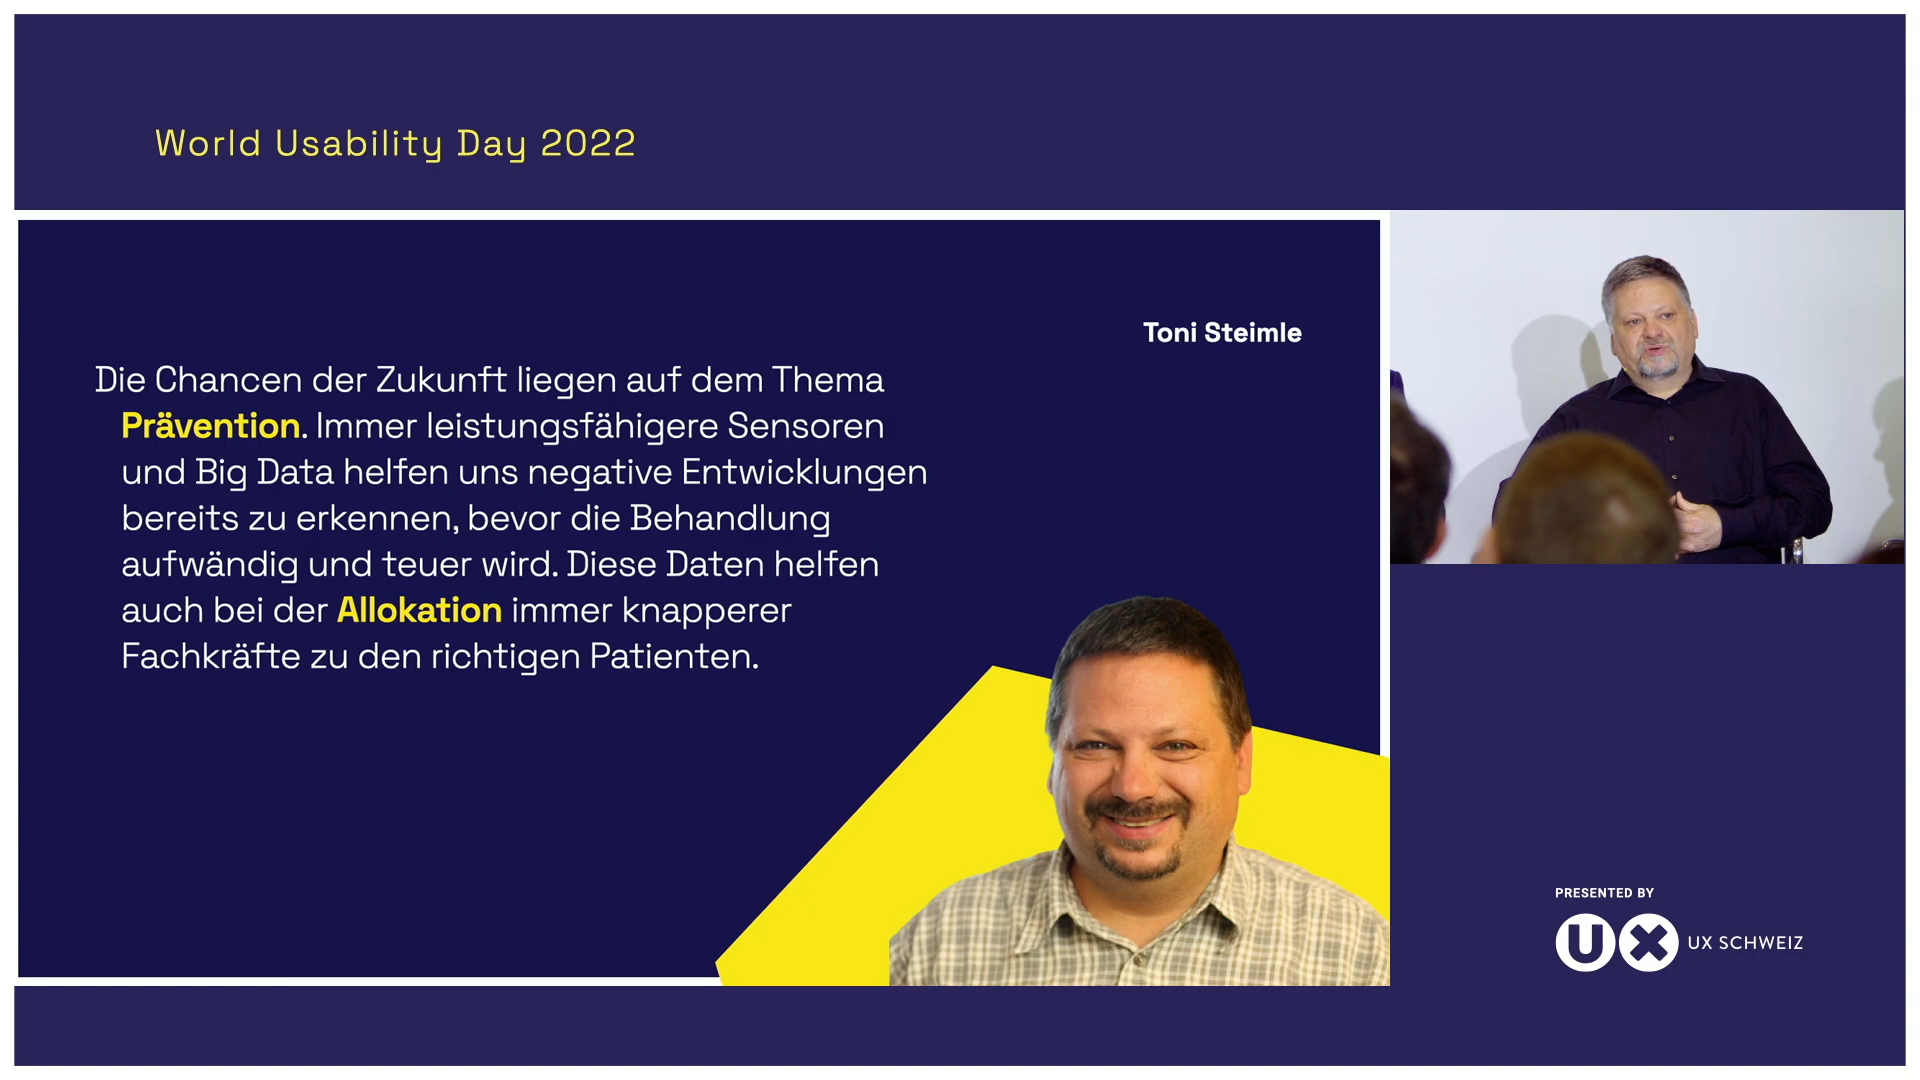 World Usability Day 2022
Toni Steimle
Die Chancen der Zukunft liegen auf dem Thema
Prävention. Immer leistungsfähigere Sensoren
und Big Data helfen uns negative Entwicklungen
bereits zu erkennen, bevor die Behandlung
aufwändig und teuer wird. Diese Daten helfen
auch bei der Allokation immer knapperer
Fachkräfte zu den richtigen Patienten.
PRESENTED BY
UX UX SCHWEIZ